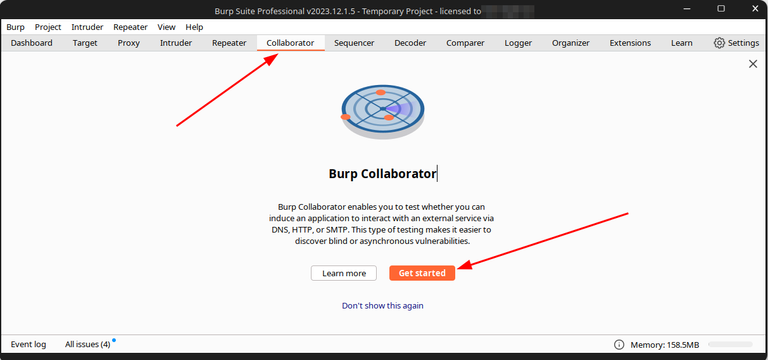 Burp Suite Professional v2023.12.1.5 - Temporary Project - licensed to
Burp Project Intruder Repeater View Help
Dashboard Target Proxy Intruder Repeater Collaborator Sequencer Decoder Comparer Logger Organizer Extensions Learn Settings
Burp Collaborator
Burp Collaborator enables you to test whether you can
induce an application to interact with an external service via
DNS, HTTP, or SMTP. This type of testing makes it easier to
discover blind or asynchronous vulnerabilities.
Learn more Get started
Don't show this again
Event log All issues (4) Memory: 158.5MB